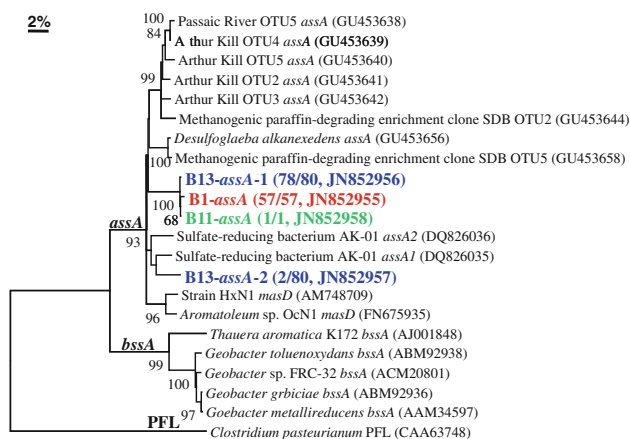 2%
100
Passaic River OTU5 assA (GU453638)
84
A thur Kill OTU4 assA (GU453639)
Arthur Kill OTU5 assA (GU453640)
99
Arthur Kill OTU2 assA (GU453641)
Arthur Kill OTU3 assA (GU453642)
Methanogenic paraffin-degrading enrichment clone SDB OTU2 (GU453644)
Desulfoglaeba alkanexedens assA (GU453656)
100
Methanogenic paraffin-degrading enrichment clone SDB OTU5 (GU453658)
B13-assA-1 (78/80, JN852956)
B1-assA (57/57, JN852955)
100
B11-assA (1/1, JN852958)
68
assA
Sulfate-reducing bacterium AK-01 assA2 (DQ826036)
93
Sulfate-reducing bacterium AK-01 assA1 (DQ826035)
B13-assA-2 (2/80, JN852957)
Strain HxN1 masD (AM748709)
96
Aromatoleum sp. OcN1 masD (FN675935)
Thauera aromatica K172 bssA (AJ001848)
bssA
Geobacter toluenoxydans bssA (ABM92938)
99
Geobacter sp. FRC-32 bssA (ACM20801)
100
Geobacter grbiciae bssA (ABM92936)
97
Goebacter metallireducens bssA (AAM34597)
PFL
Clostridium pasteurianum PFL (CAA63748)